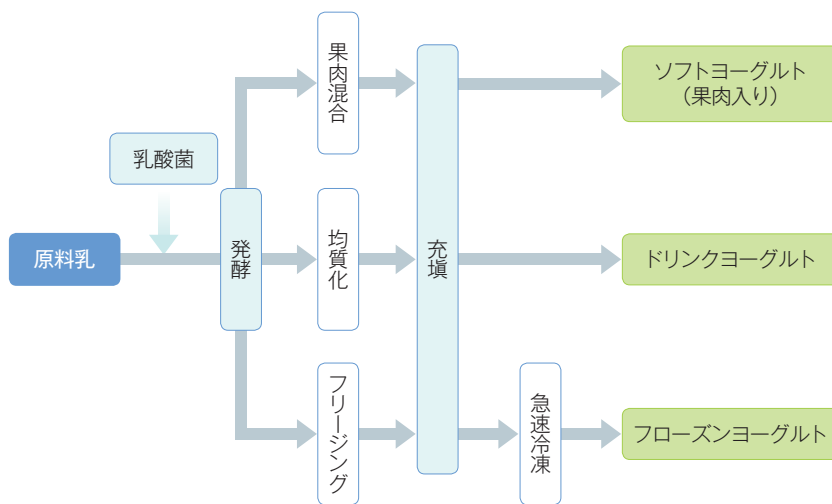 原料乳
乳酸菌
発酵
果肉混合
均質化
フリージング
充塡
急速冷凍
ソフトヨーグルト
（果肉入り）
ドリンクヨーグルト
フローズンヨーグルト